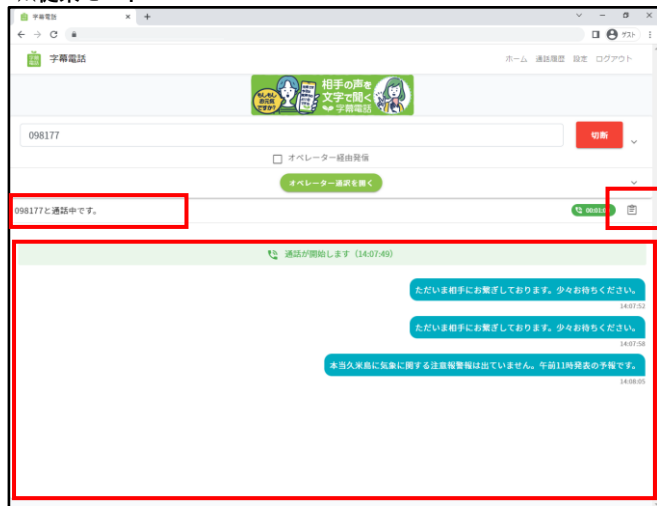 字幕電話
字幕電話
ホーム 通話履歴 設定 ログアウト
もしもし
お元気
ですか?
相手の声を
文字で聞く
字幕電話
098177
切断
オペレーター経由発信
オペレーター通訳を開く
098177と通話中です。
通話が開始します(14:07:49)
ただいま相手にお繋ぎしております。少々お待ちください。
14:07:52
ただいま相手にお繋ぎしております。少々お待ちください。
14:07:58
本当久米島に気象に関する注意報警報は出ていません。午前11時発表の予報です。
14:08:05